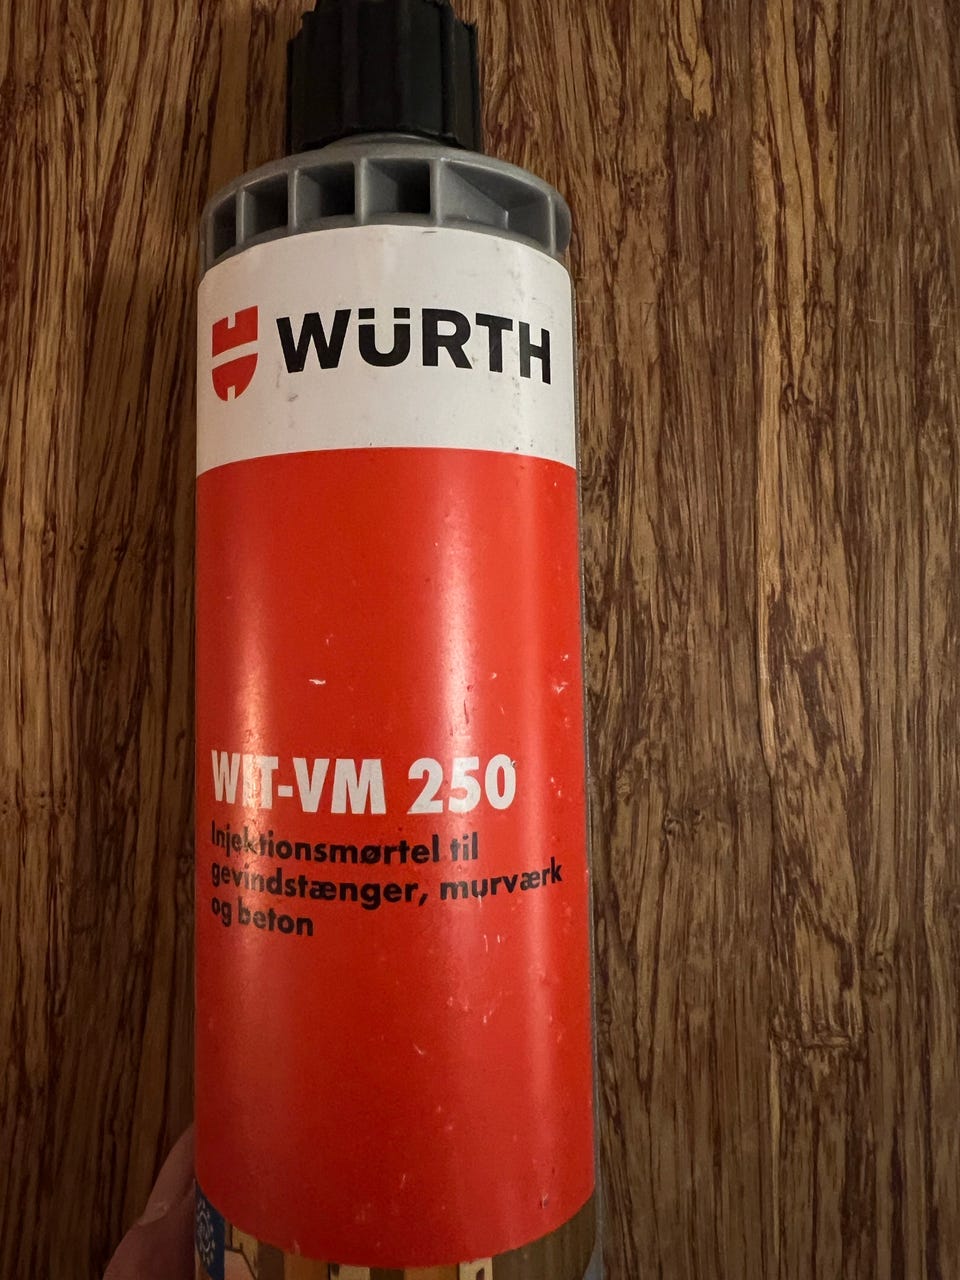 WÜRTH
WIT-VM 250
Injektionsmørtel til
gevindstænger, murværk
og beton